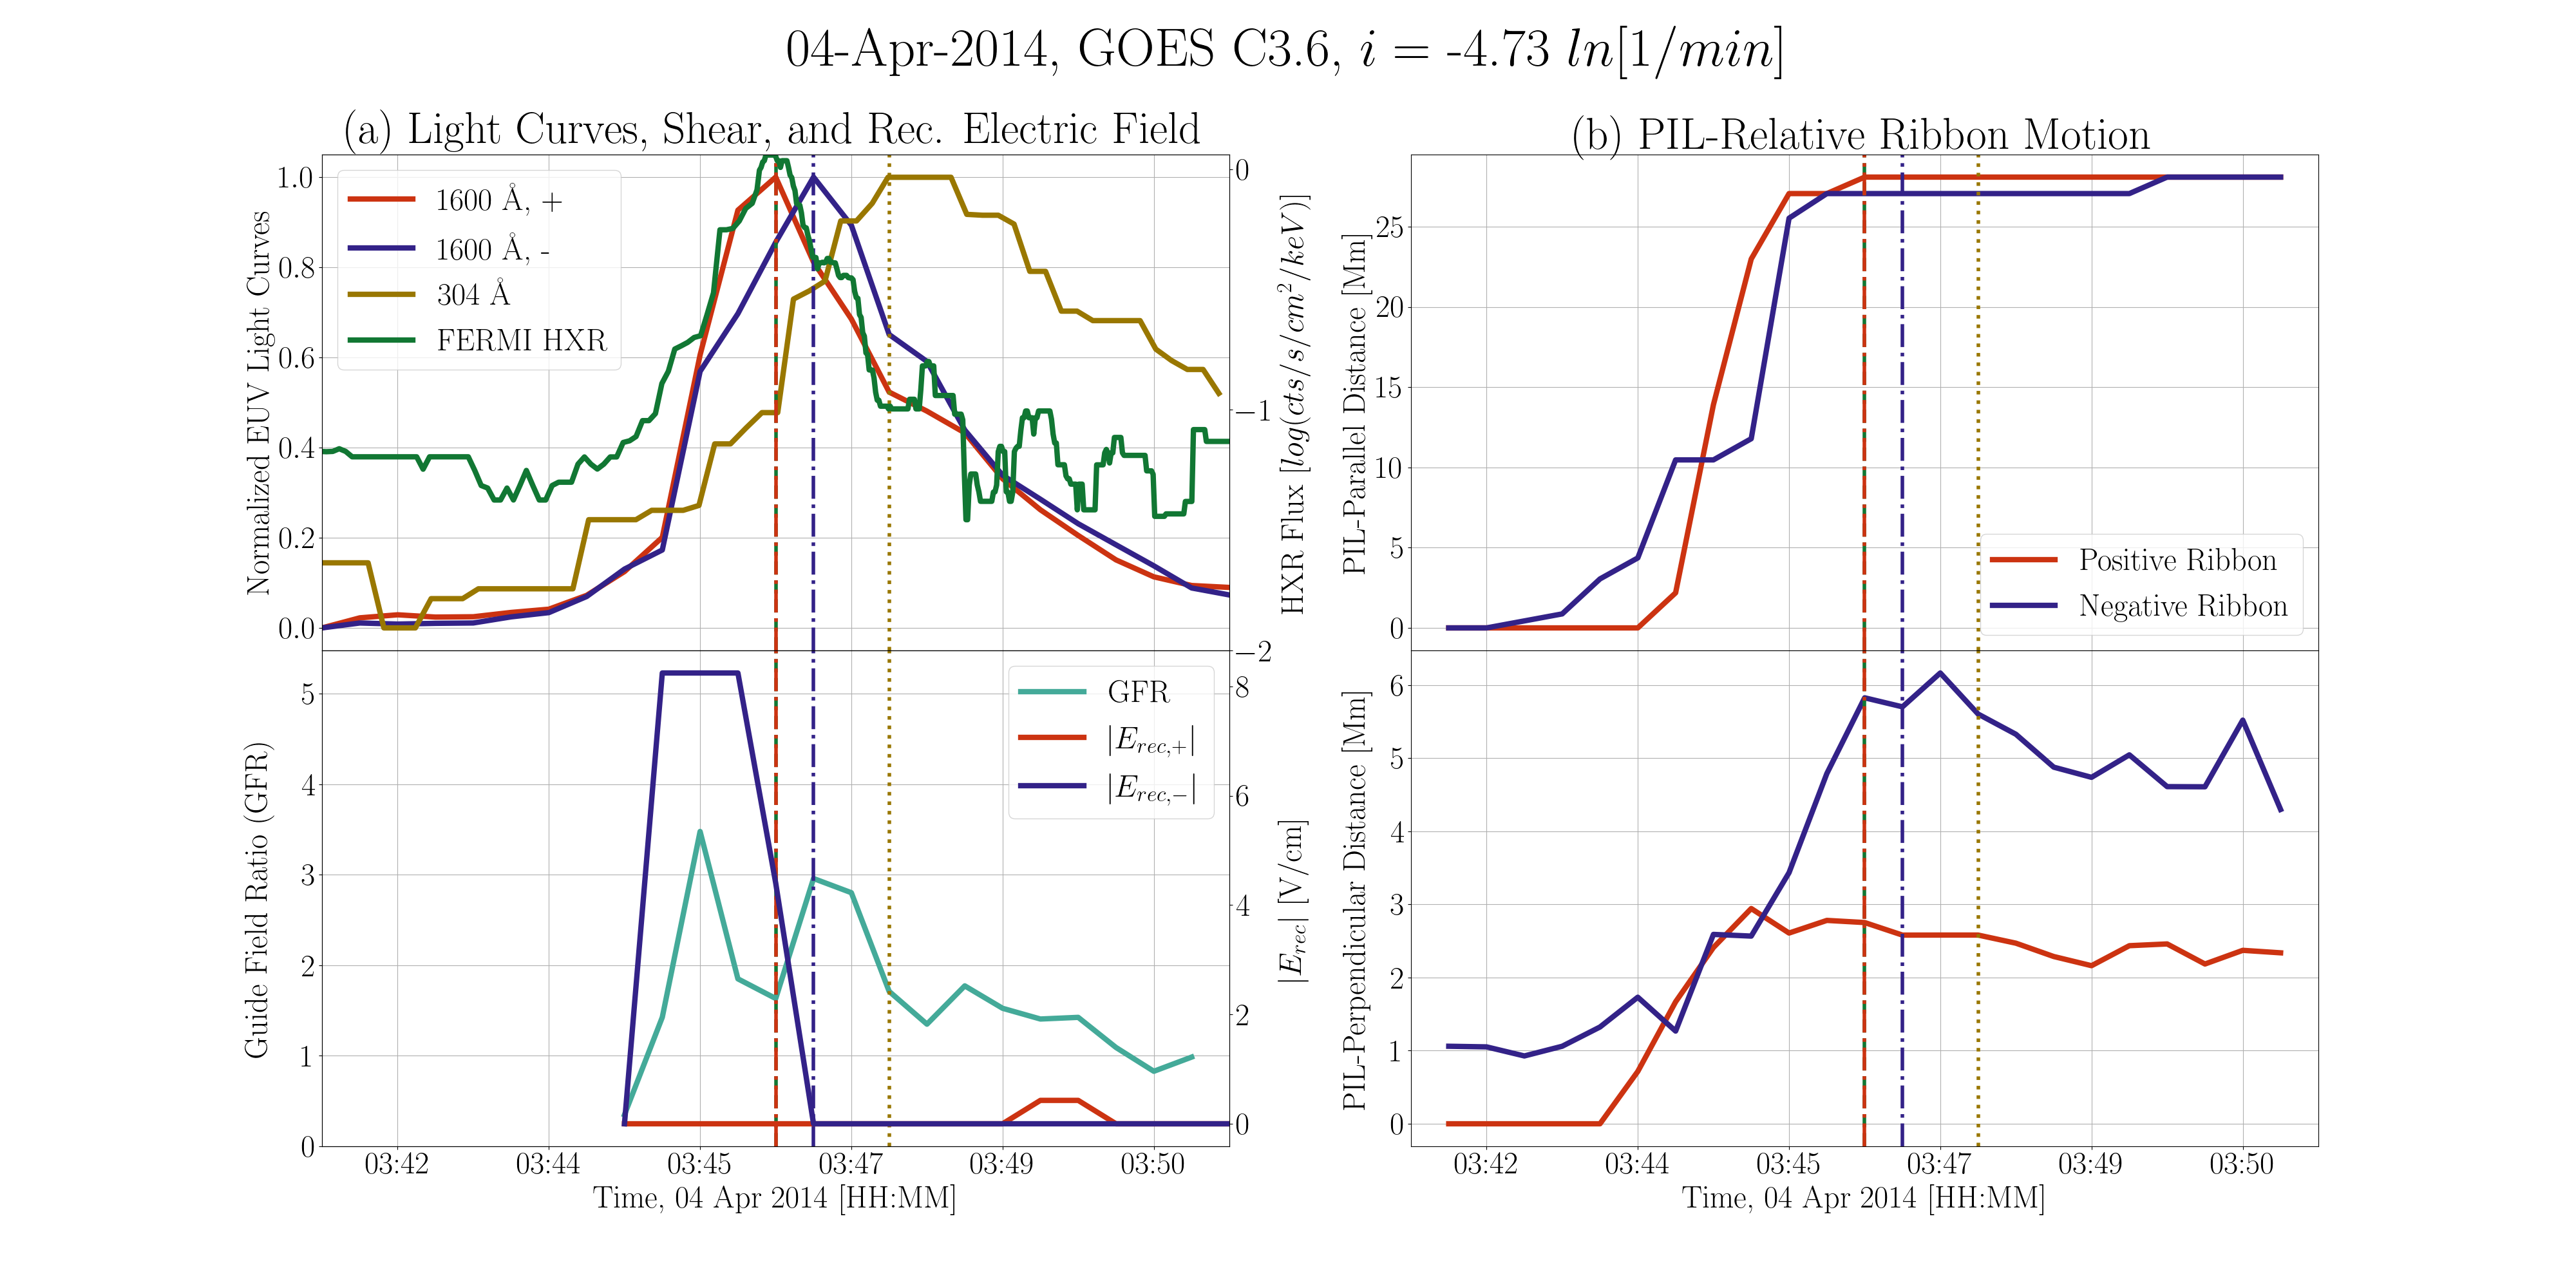 04-Apr-2014, GOES C3.6, i = -4.73 ln[1/min]
(a) Light Curves, Shear, and Rec. Electric Field
Normalized EUV Light Curves
1.0
0.8
0.6
0.4
0.2
0.0
1600 Å, +
1600 Å, -
304 Å
FERMI HXR
0
−1
−2
HXR Flux [log(cts/s/cm²/keV)]
Guide Field Ratio (GFR)
5
4
3
2
1
0
GFR
|E_{rec,+}|
|E_{rec,−}|
8
6
4
2
0
|E_{rec}| [V/cm]
03:42 03:44 03:45 03:47 03:49 03:50
Time, 04 Apr 2014 [HH:MM]
(b) PIL-Relative Ribbon Motion
PIL-Parallel Distance [Mm]
25
20
15
10
5
0
Positive Ribbon
Negative Ribbon
PIL-Perpendicular Distance [Mm]
6
5
4
3
2
1
0
03:42 03:44 03:45 03:47 03:49 03:50
Time, 04 Apr 2014 [HH:MM]